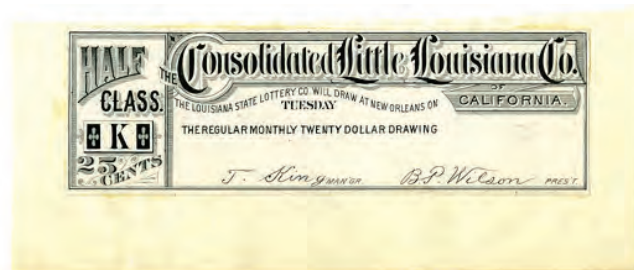 HALF
CLASS.
K
25 CENTS
THE Consolidated Little Louisiana Co.
OF
CALIFORNIA.
THE LOUISIANA STATE LOTTERY CO. WILL DRAW AT NEW ORLEANS ON
TUESDAY
THE REGULAR MONTHLY TWENTY DOLLAR DRAWING
J. King MAN'GR B.P. Wilson PRES'T.